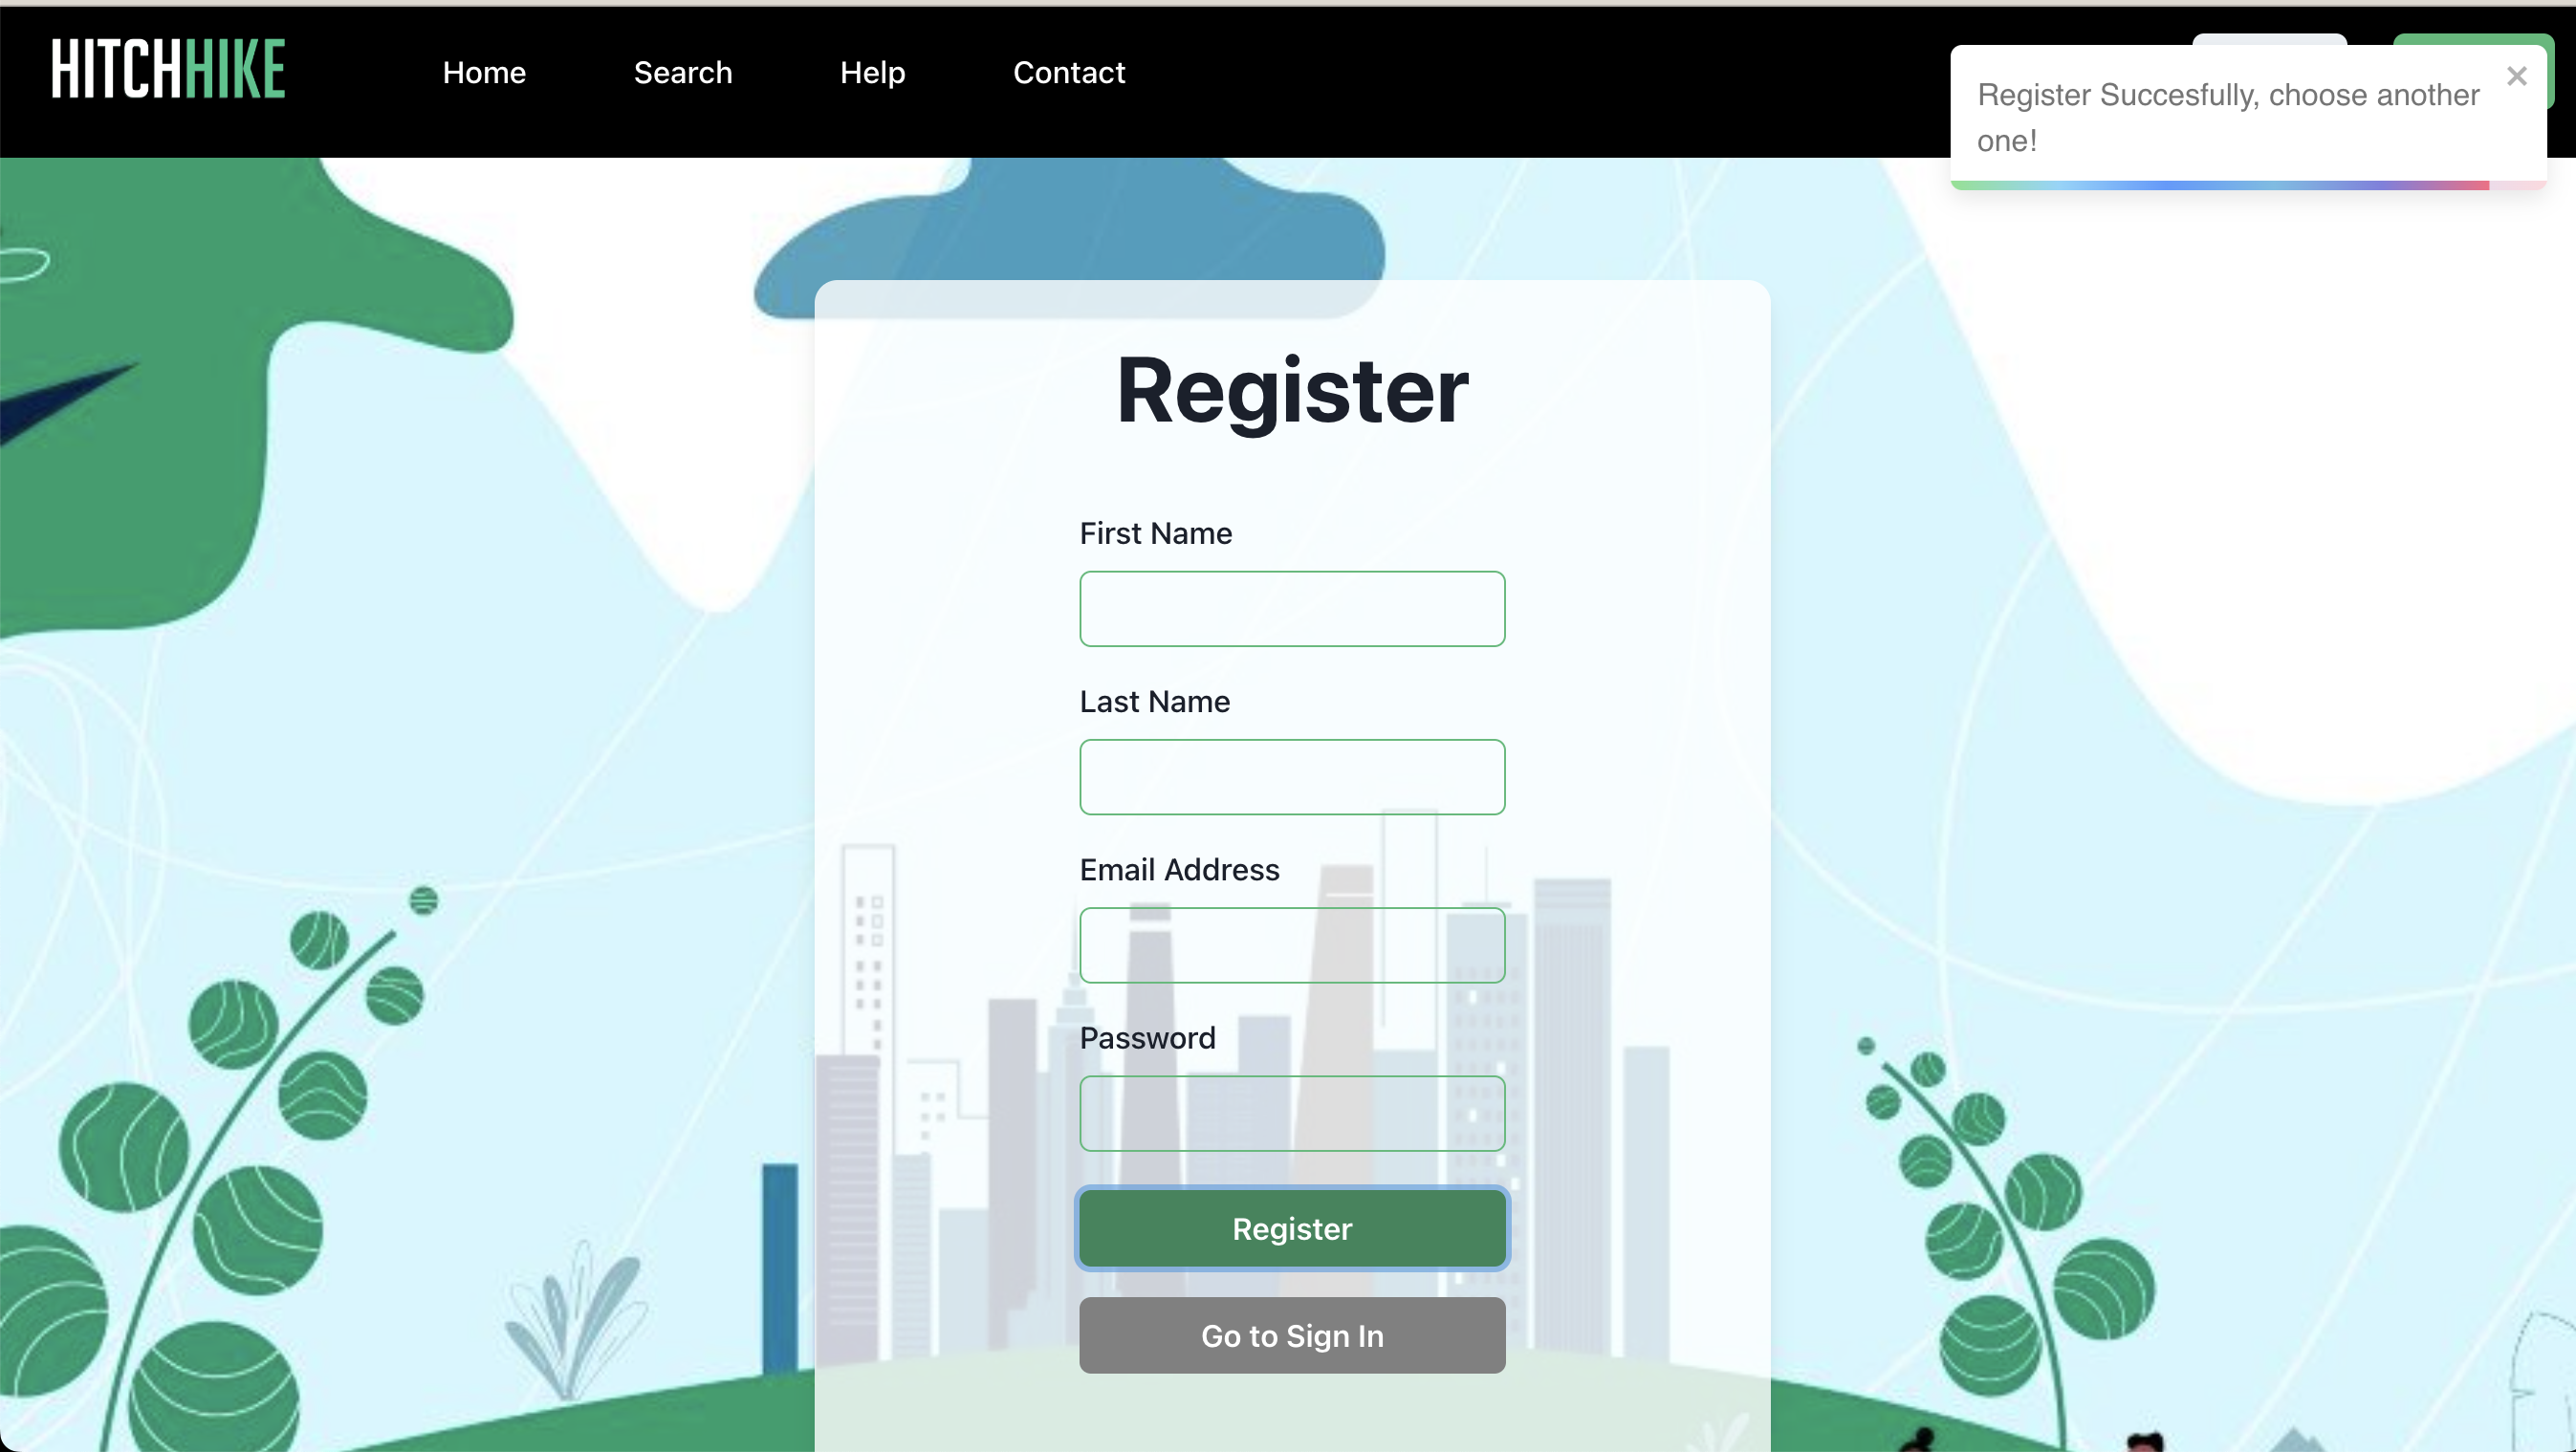 HITCHHIKE
Home
Search
Help
Contact
Register Succesfully, choose another
one!
Register
First Name
Last Name
Email Address
Password
Register
Go to Sign In